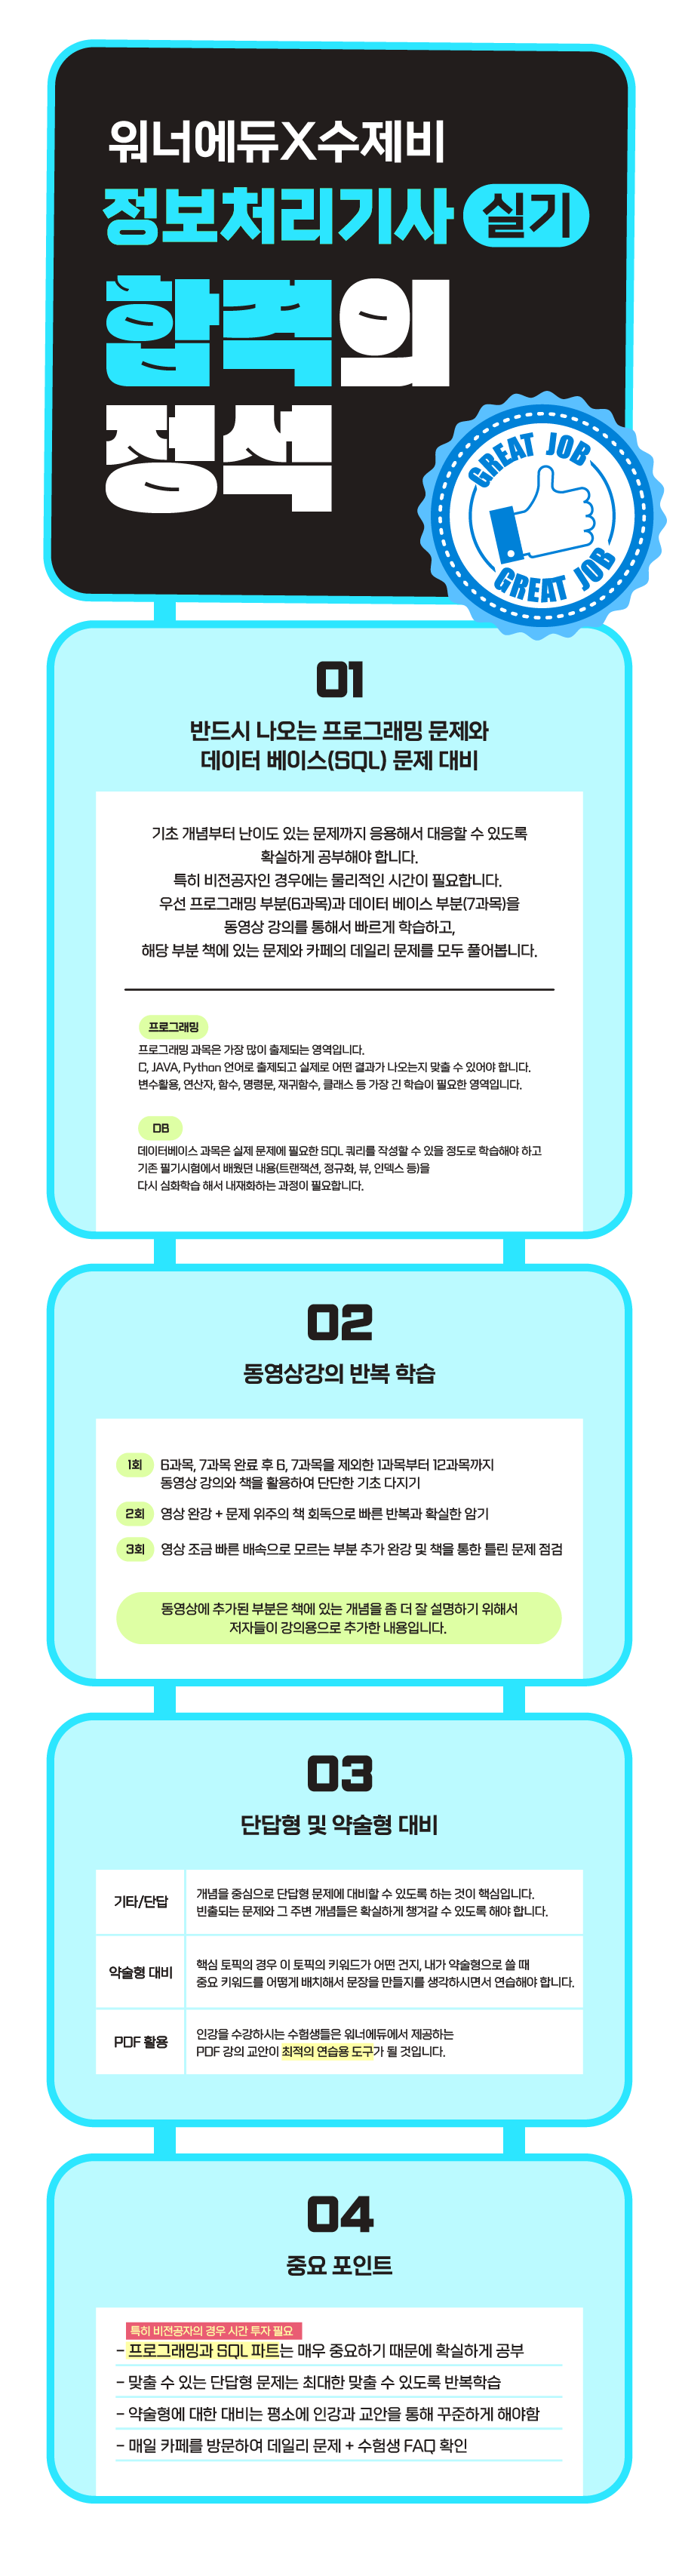 워너에듀X수제비
정보처리기사 실기
합격의
정석
GREAT JOB
GREAT JOB
01
반드시 나오는 프로그래밍 문제와
데이터 베이스(SQL) 문제 대비
기초 개념부터 난이도 있는 문제까지 응용해서 대응할 수 있도록
확실하게 공부해야 합니다.
특히 비전공자인 경우에는 물리적인 시간이 필요합니다.
우선 프로그래밍 부분(6과목)과 데이터 베이스 부분(7과목)을
동영상 강의를 통해서 빠르게 학습하고,
해당 부분 책에 있는 문제와 카페의 데일리 문제를 모두 풀어봅니다.
프로그래밍
프로그래밍 과목은 가장 많이 출제되는 영역입니다.
C, JAVA, Python 언어로 출제되고 실제로 어떤 결과가 나오는지 맞출 수 있어야 합니다.
변수활용, 연산자, 함수, 명령문, 재귀함수, 클래스 등 가장 긴 학습이 필요한 영역입니다.
DB
데이터베이스 과목은 실제 문제에 필요한 SQL 쿼리를 작성할 수 있을 정도로 학습해야 하고
기존 필기시험에서 배웠던 내용(트랜잭션, 정규화, 뷰, 인덱스 등)을
다시 심화학습 해서 내재화하는 과정이 필요합니다.
02
동영상강의 반복 학습
1회 6과목, 7과목 완료 후 6, 7과목을 제외한 1과목부터 12과목까지
동영상 강의와 책을 활용하여 단단한 기초 다지기
2회 영상 완강 + 문제 위주의 책 회독으로 빠른 반복과 확실한 암기
3회 영상 조금 빠른 배속으로 모르는 부분 추가 완강 및 책을 통한 틀린 문제 점검
동영상에 추가된 부분은 책에 있는 개념을 좀 더 잘 설명하기 위해서
저자들이 강의용으로 추가한 내용입니다.
03
단답형 및 약술형 대비
기타/단답
개념을 중심으로 단답형 문제에 대비할 수 있도록 하는 것이 핵심입니다.
빈출되는 문제와 그 주변 개념들은 확실하게 챙겨갈 수 있도록 해야 합니다.
약술형 대비
핵심 토픽의 경우 이 토픽의 키워드가 어떤 건지, 내가 약술형으로 쓸 때
중요 키워드를 어떻게 배치해서 문장을 만들지를 생각하시면서 연습해야 합니다.
PDF 활용
인강을 수강하시는 수험생들은 워너에듀에서 제공하는
PDF 강의 교안이 최적의 연습용 도구가 될 것입니다.
04
중요 포인트
특히 비전공자의 경우 시간 투자 필요
- 프로그래밍과 SQL 파트는 매우 중요하기 때문에 확실하게 공부
- 맞출 수 있는 단답형 문제는 최대한 맞출 수 있도록 반복학습
- 약술형에 대한 대비는 평소에 인강과 교안을 통해 꾸준하게 해야함
- 매일 카페를 방문하여 데일리 문제 + 수험생 FAQ 확인